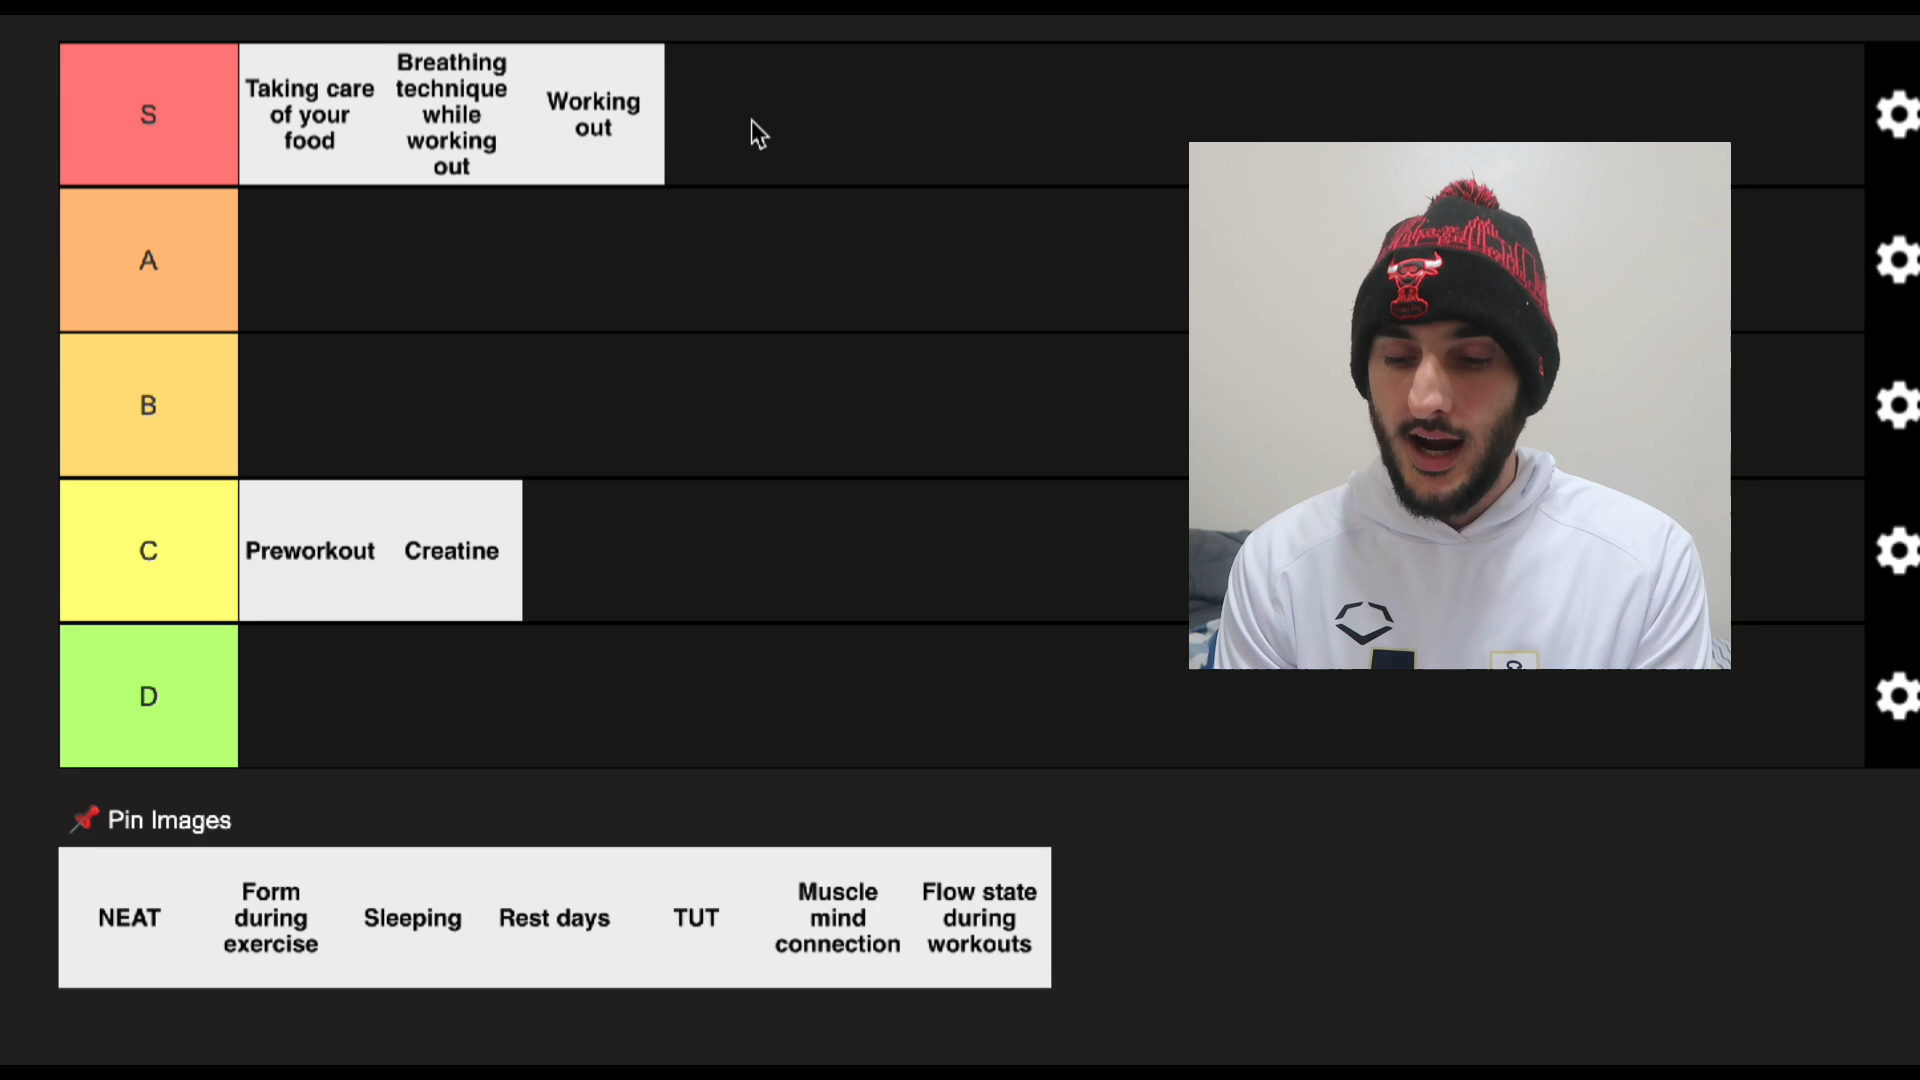 S
Taking care
of your
food
Breathing
technique
while
working
out
Working
out
A
B
C
Preworkout
Creatine
D
Pin Images
NEAT
Form
during
exercise
Sleeping
Rest days
TUT
Muscle
mind
connection
Flow state
during
workouts